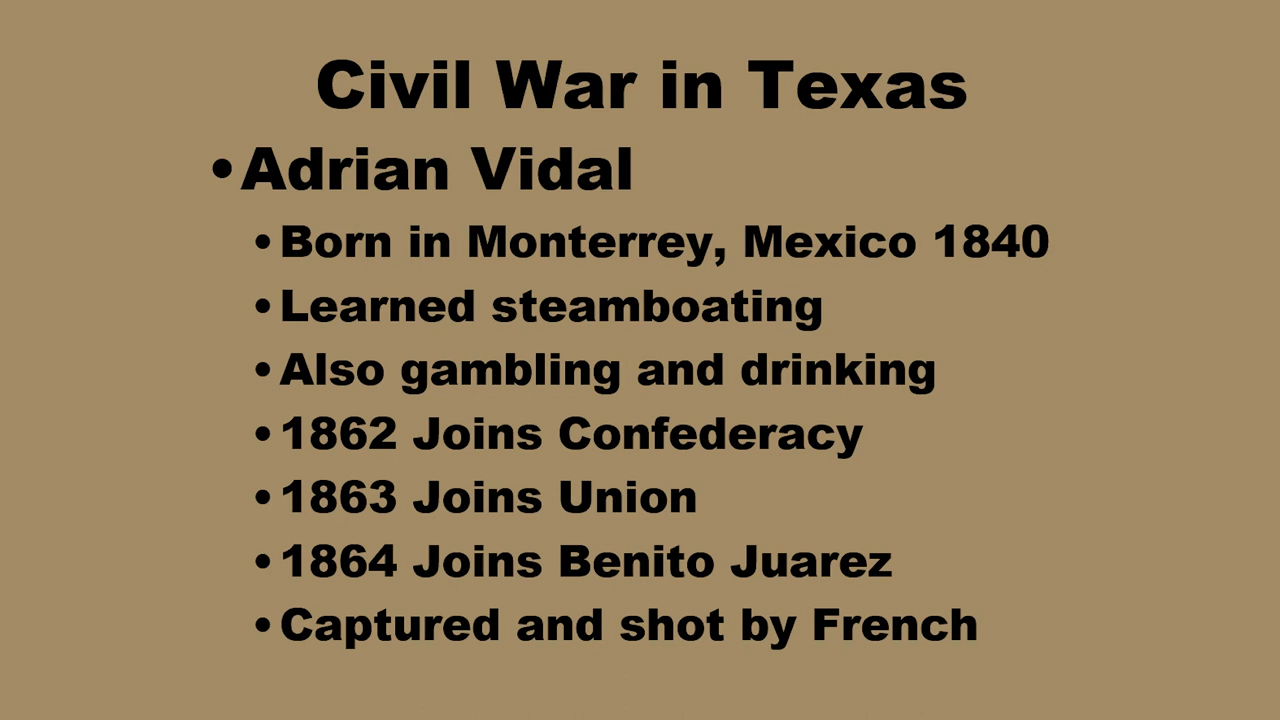 Civil War in Texas
•Adrian Vidal
•Born in Monterrey, Mexico 1840
•Learned steamboating
•Also gambling and drinking
•1862 Joins Confederacy
•1863 Joins Union
•1864 Joins Benito Juarez
•Captured and shot by French